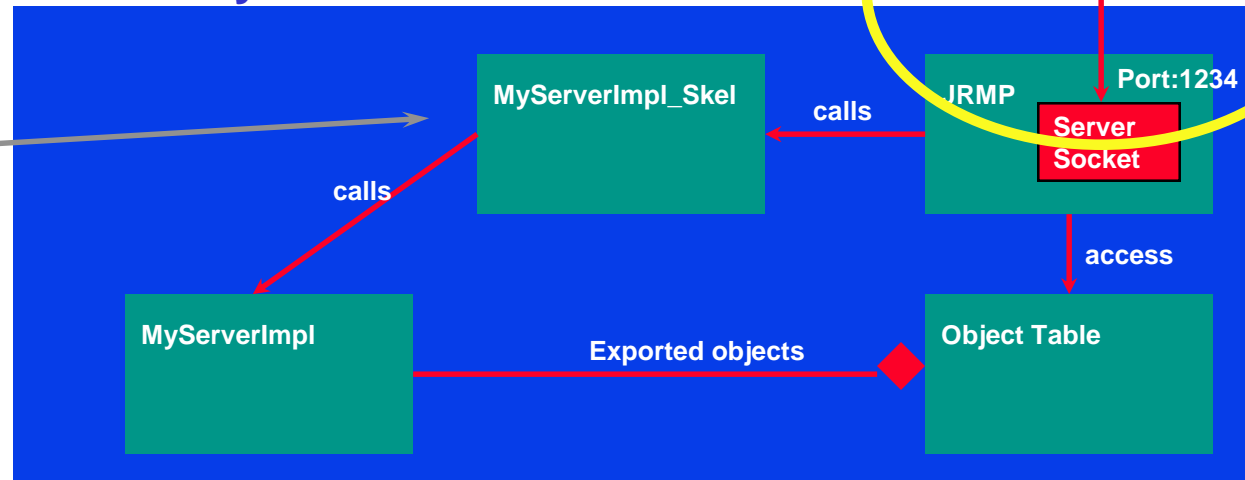 MyServerImpl_Skel
calls
JRMP
Port:1234
Server
Socket
calls
access
MyServerImpl
Exported objects
Object Table